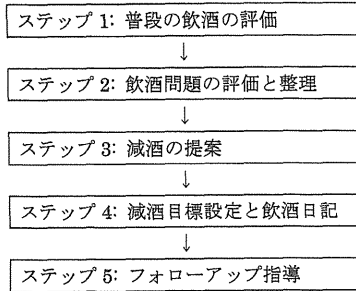 ステップ 1: 普段の飲酒の評価
↓
ステップ 2: 飲酒問題の評価と整理
↓
ステップ 3: 減酒の提案
↓
ステップ 4: 減酒目標設定と飲酒日記
↓
ステップ 5: フォローアップ指導